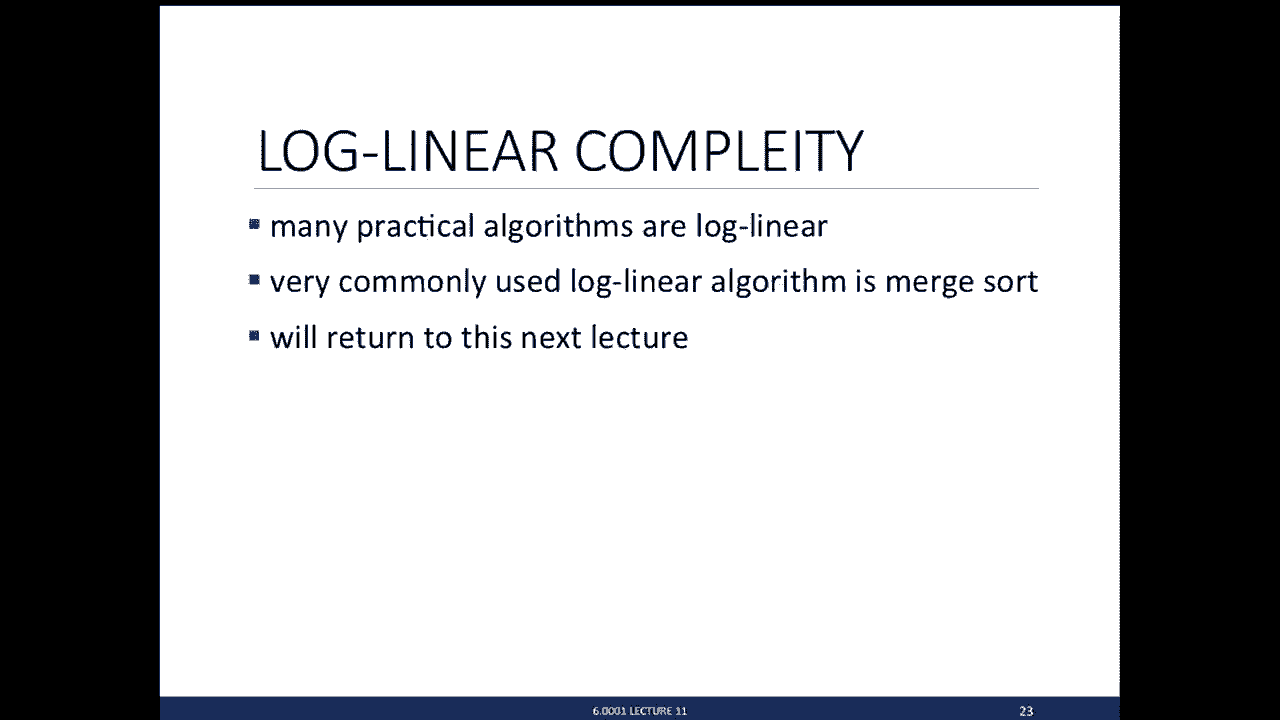 LOG-LINEAR COMPLEITY
▪ many practical algorithms are log-linear
▪ very commonly used log-linear algorithm is merge sort
▪ will return to this next lecture
6.0001 LECTURE 11
23